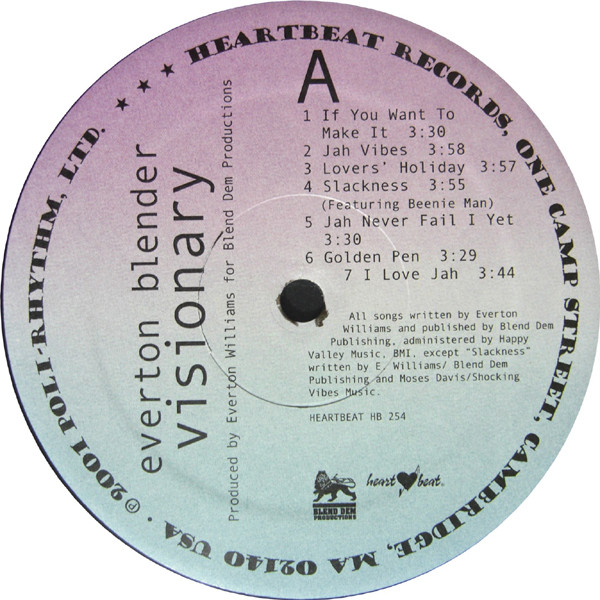 ★ ★ ★ HEARTBEAT RECORDS, ONE CAMP STREET, CAMBRIDGE, MA 02140 USA · ℗2001 POLI-RHYTHM, LTD.
everton blender
visionary
Produced by Everton Williams for Blend Dem Productions
A
1 If You Want To
Make It 3:30
2 Jah Vibes 3:58
3 Lovers' Holiday 3:57
4 Slackness 3:55
(Featuring Beenie Man)
5 Jah Never Fail I Yet
3:30
6 Golden Pen 3:29
7 I Love Jah 3:44
All songs written by Everton
Williams and published by Blend Dem
Publishing, administered by Happy
Valley Music, BMI, except "Slackness"
written by E. Williams/ Blend Dem
Publishing and Moses Davis/Shocking
Vibes Music.
HEARTBEAT HB 254
BLEND DEM
PRODUCTIONS
heart beat™